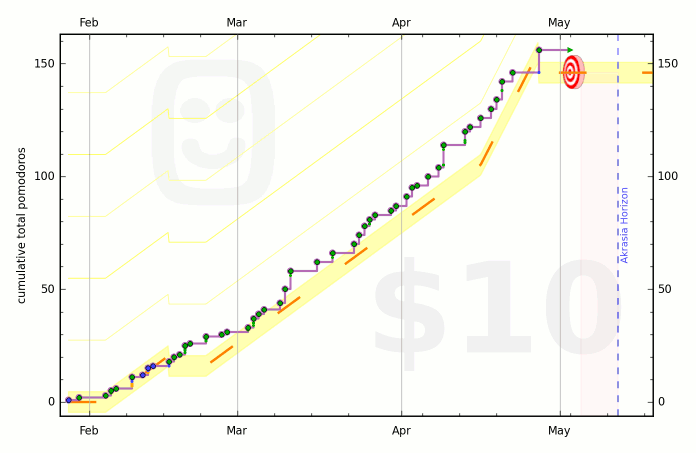 Feb Mar Apr May
150 150
100 100
50 50
0 0
cumulative total pomodoros
$10
Akrasia Horizon
Feb Mar Apr May